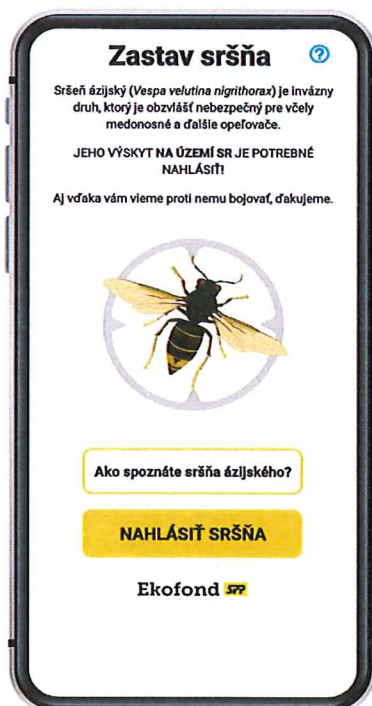 Zastav sršňa ?
Sršeň ázijský (Vespa velutina nigrithorax) je invázny
druh, ktorý je obzvlášť nebezpečný pre včely
medonosné a ďalšie opeľovače.
JEHO VÝSKYT NA ÚZEMÍ SR JE POTREBNÉ
NAHLÁSIŤ!
Aj vďaka vám vieme proti nemu bojovať, ďakujeme.
Ako spoznáte sršňa ázijského?
NAHLÁSIŤ SRŠŇA
Ekofond SPP